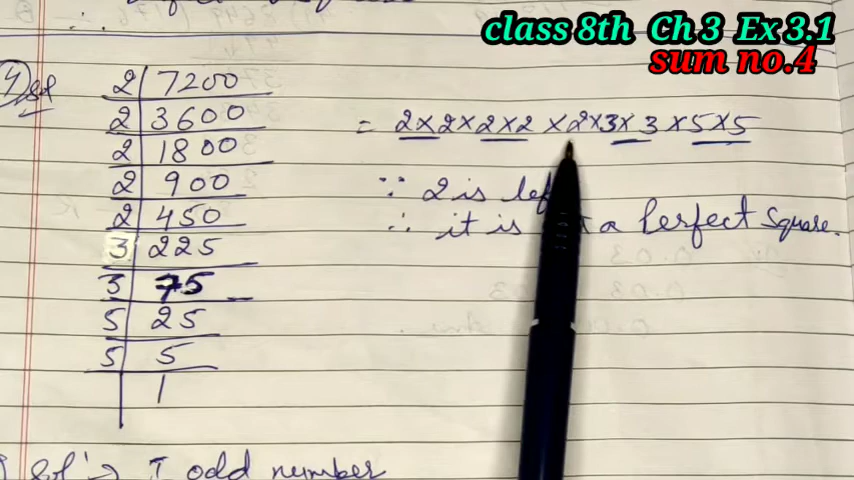 class 8th Ch 3 Ex 3.1
sum no.4
4) Sol
2 | 7200
2 | 3600
2 | 1800
2 | 900
2 | 450
3 | 225
3 | 75
5 | 25
5 | 5
| 1
= 2×2×2×2×2×3×3×5×5
∵ 2 is lef
∴ it is a Perfect Square.
Sol → I odd number